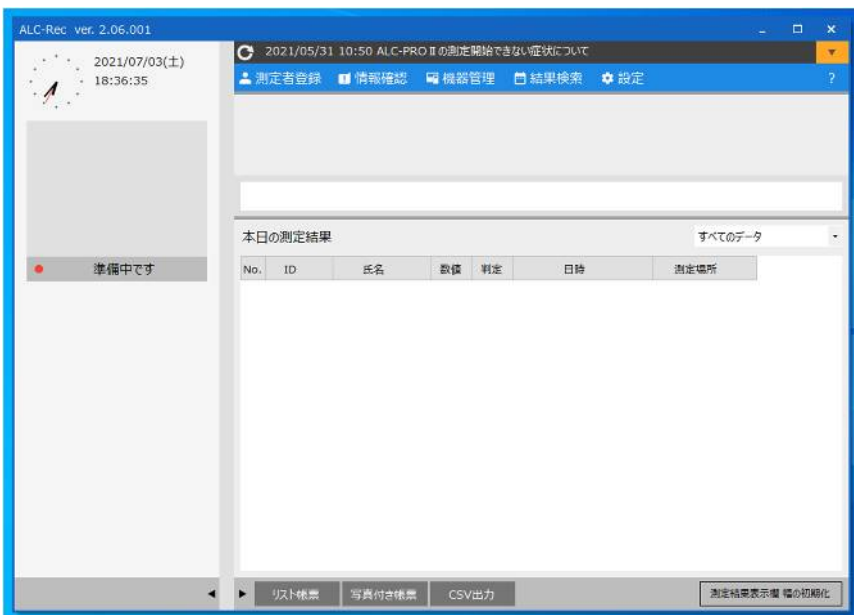 ALC-Rec ver. 2.06.001
2021/07/03(土)
18:36:35
準備中です
2021/05/31 10:50 ALC-PROⅡの測定開始できない症状について
測定者登録 情報確認 機器管理 結果検索 設定 ?
本日の測定結果 すべてのデータ
No. ID 氏名 数値 判定 日時 測定場所
リスト帳票 写真付き帳票 CSV出力 測定結果表示欄 幅の初期化